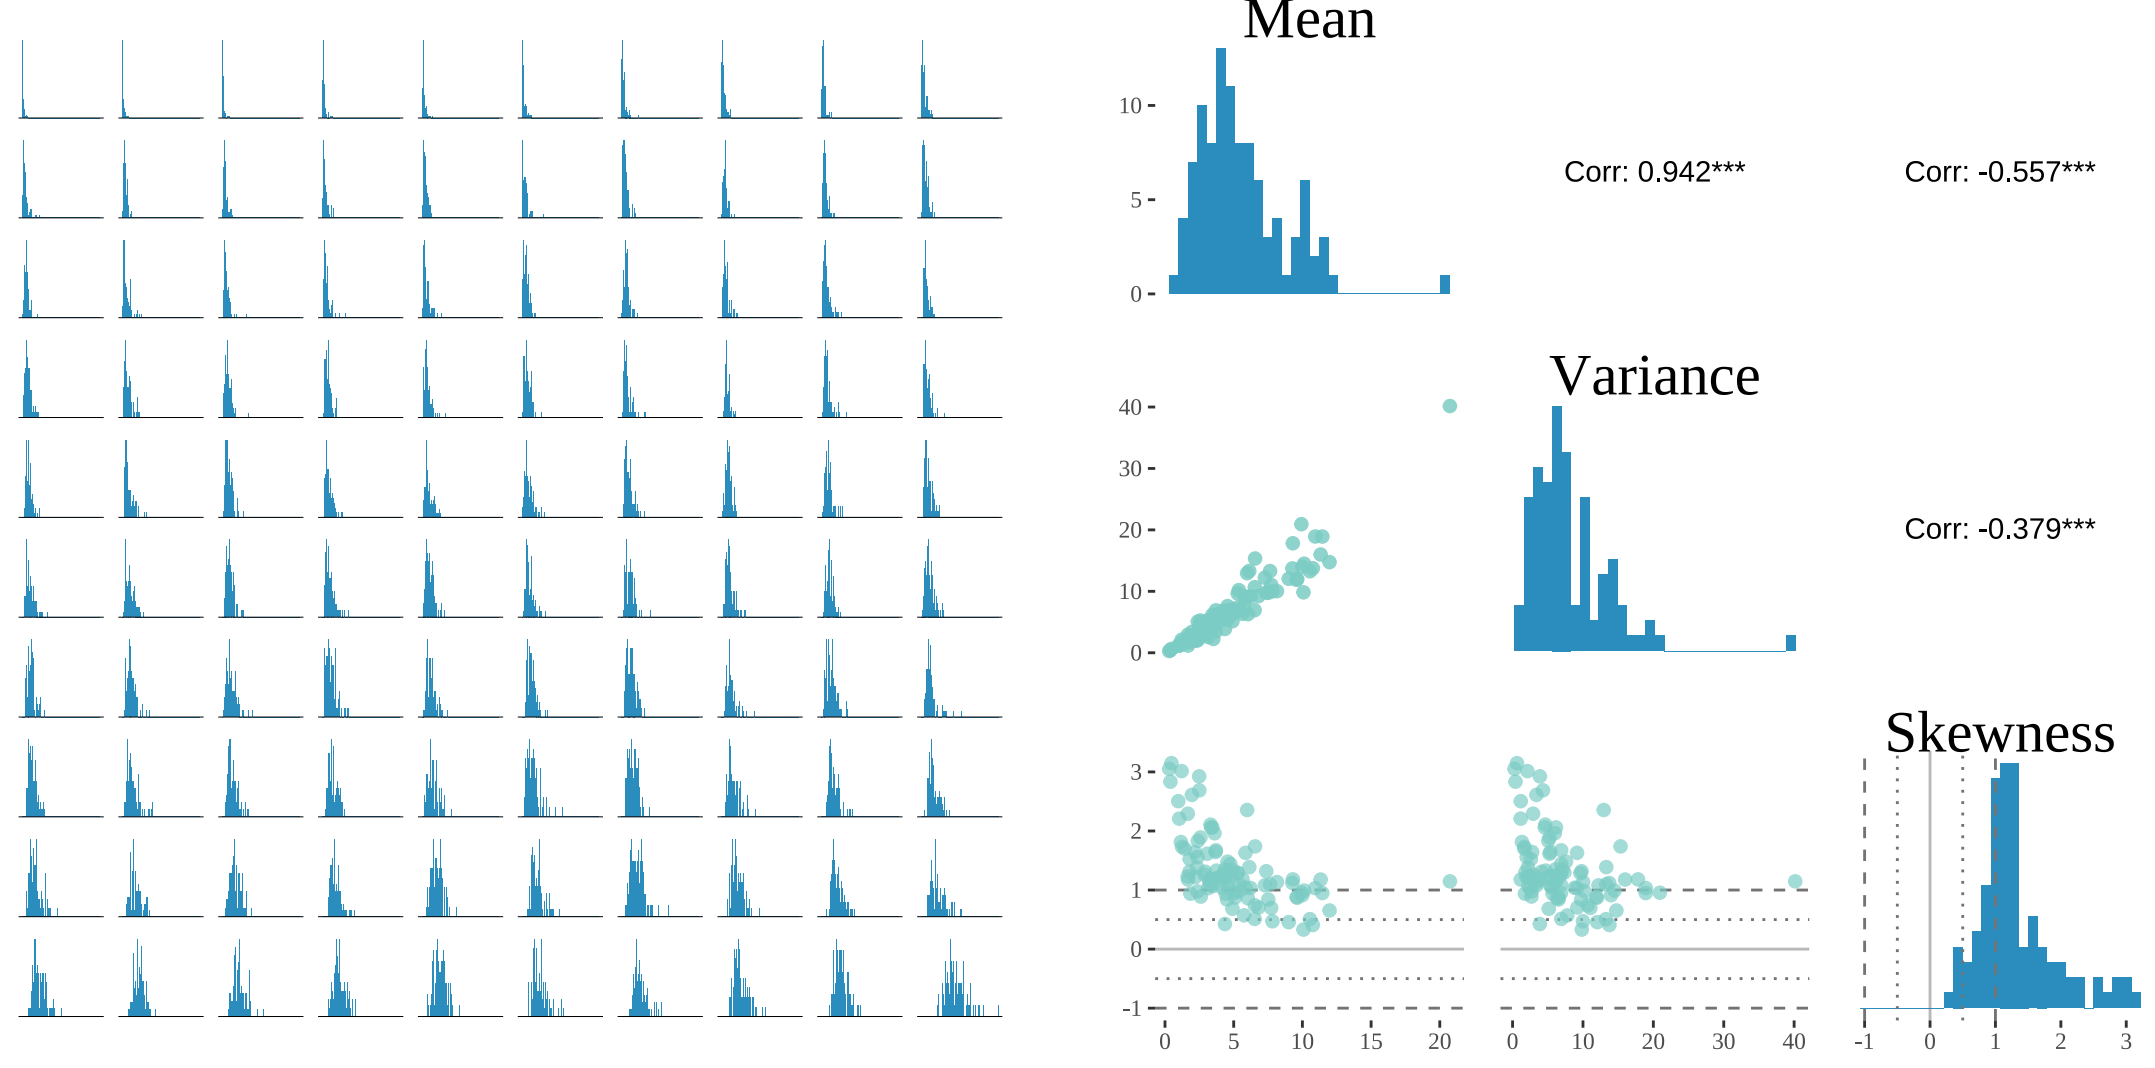 Mean
10
5
0
Corr: 0.942***
Corr: -0.557***
Variance
40
30
20
10
0
Corr: -0.379***
Skewness
3
2
1
0
-1
0 5 10 15 20
0 10 20 30 40
-1 0 1 2 3